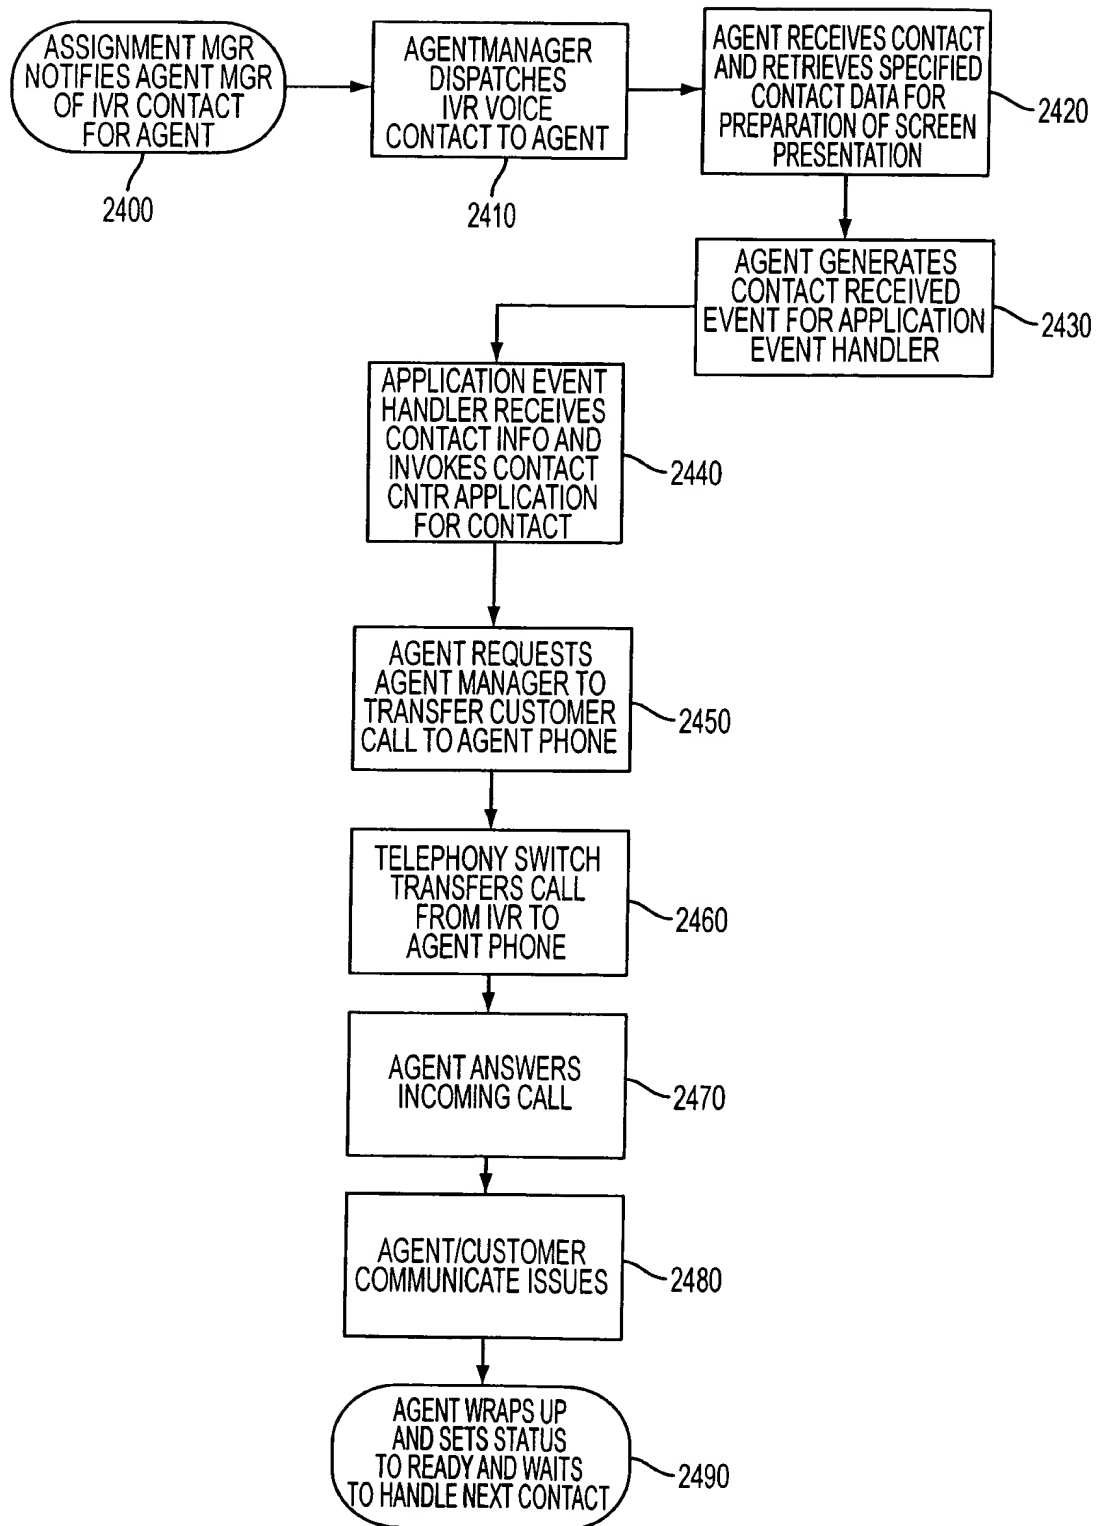 ASSIGNMENT MGR
NOTIFIES AGENT MGR
OF IVR CONTACT
FOR AGENT
2400
AGENTMANAGER
DISPATCHES
IVR VOICE
CONTACT TO AGENT
2410
AGENT RECEIVES CONTACT
AND RETRIEVES SPECIFIED
CONTACT DATA FOR
PREPARATION OF SCREEN
PRESENTATION
2420
AGENT GENERATES
CONTACT RECEIVED
EVENT FOR APPLICATION
EVENT HANDLER
2430
APPLICATION EVENT
HANDLER RECEIVES
CONTACT INFO AND
INVOKES CONTACT
CNTR APPLICATION
FOR CONTACT
2440
AGENT REQUESTS
AGENT MANAGER TO
TRANSFER CUSTOMER
CALL TO AGENT PHONE
2450
TELEPHONY SWITCH
TRANSFERS CALL
FROM IVR TO
AGENT PHONE
2460
AGENT ANSWERS
INCOMING CALL
2470
AGENT/CUSTOMER
COMMUNICATE ISSUES
2480
AGENT WRAPS UP
AND SETS STATUS
TO READY AND WAITS
TO HANDLE NEXT CONTACT
2490